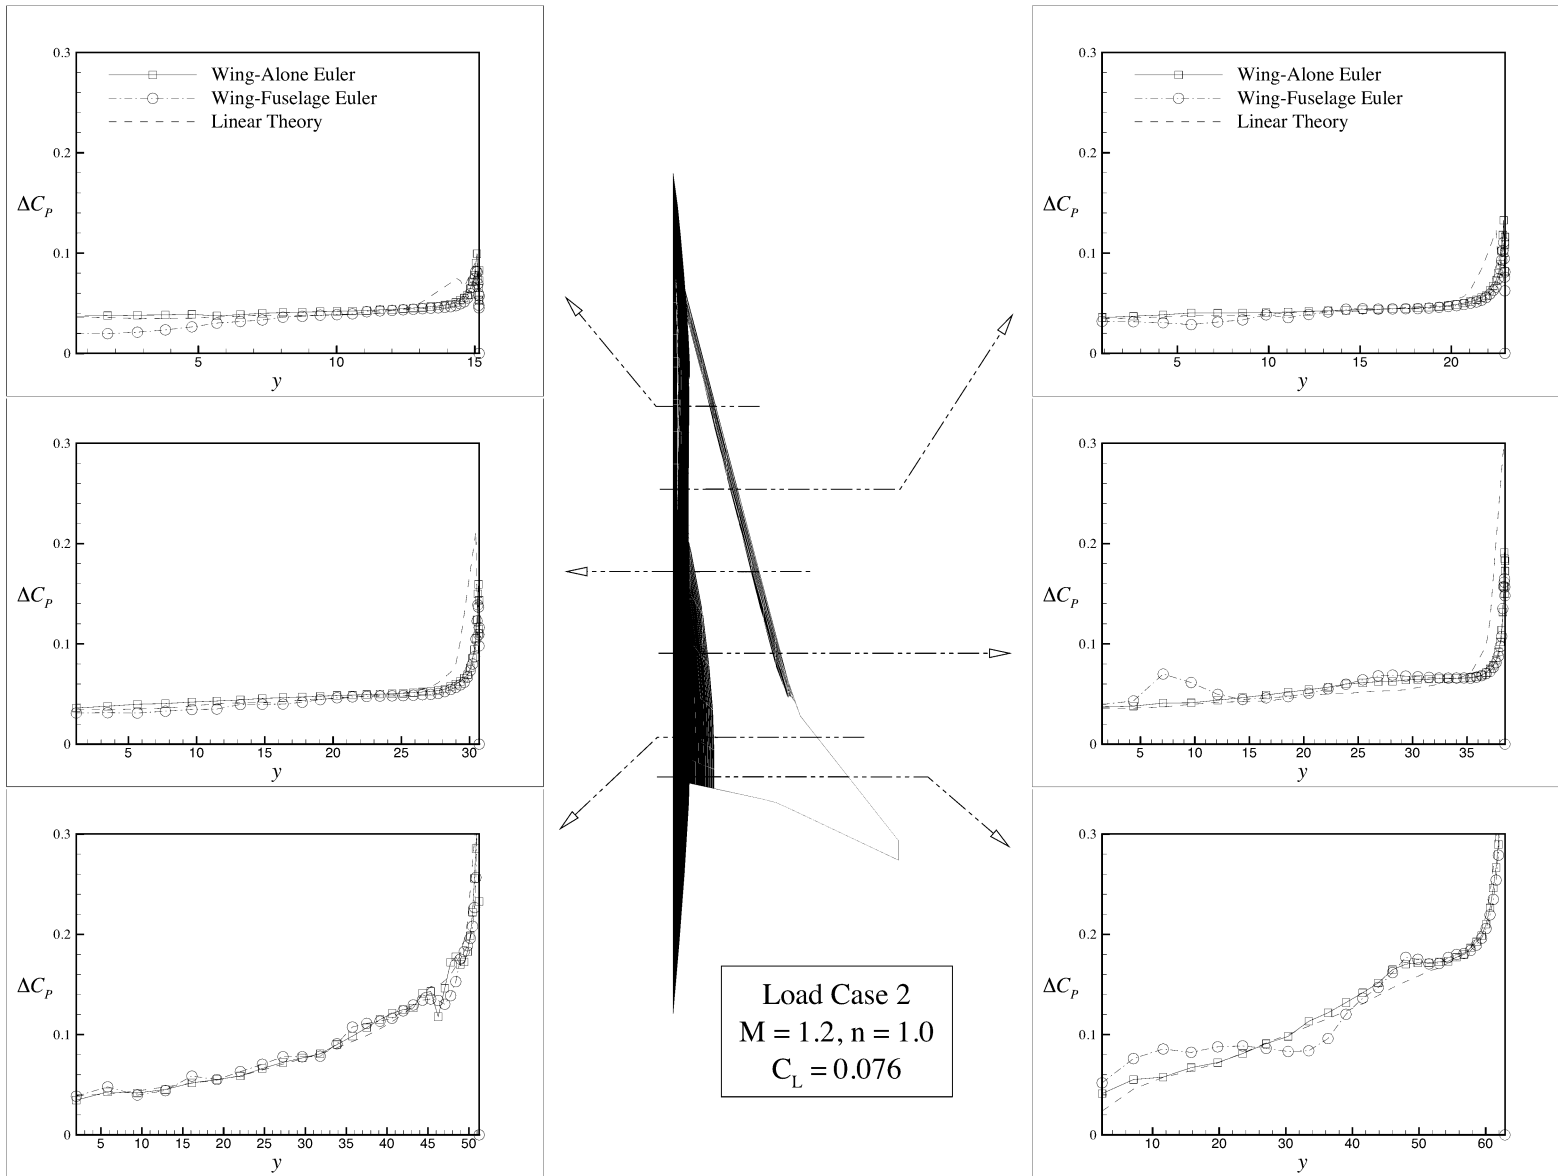 0.3
Wing-Alone Euler
Wing-Fuselage Euler
Linear Theory
0.2
ΔC_P
0.1
0
5 10 15
y
0.3
Wing-Alone Euler
Wing-Fuselage Euler
Linear Theory
0.2
ΔC_P
0.1
0
5 10 15 20
y
0.3
0.2
ΔC_P
0.1
0
5 10 15 20 25 30
y
0.3
0.2
ΔC_P
0.1
0
5 10 15 20 25 30 35
y
0.3
0.2
ΔC_P
0.1
0
5 10 15 20 25 30 35 40 45 50
y
Load Case 2
M = 1.2, n = 1.0
C_L = 0.076
0.3
0.2
ΔC_P
0.1
0
10 20 30 40 50 60
y